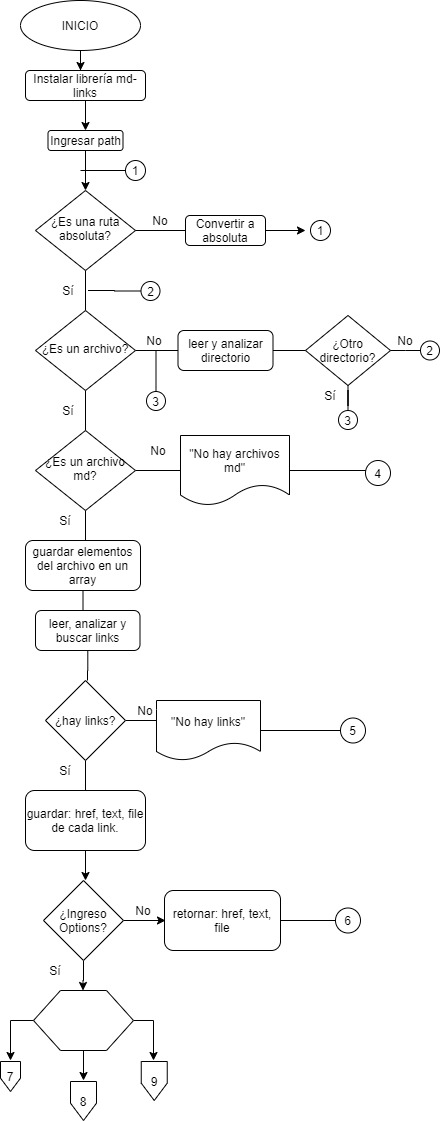 INICIO
Instalar librería md-
links
Ingresar path
1
¿Es una ruta
absoluta?
No
Convertir a
absoluta
1
Sí
2
¿Es un archivo?
No
leer y analizar
directorio
¿Otro
directorio?
No
2
3
Sí
3
Sí
¿Es un archivo
md?
No
"No hay archivos
md"
4
Sí
guardar elementos
del archivo en un
array
leer, analizar y
buscar links
¿hay links?
No
"No hay links"
5
Sí
guardar: href, text, file
de cada link.
¿Ingreso
Options?
No
retornar: href, text,
file
6
Sí
7
8
9